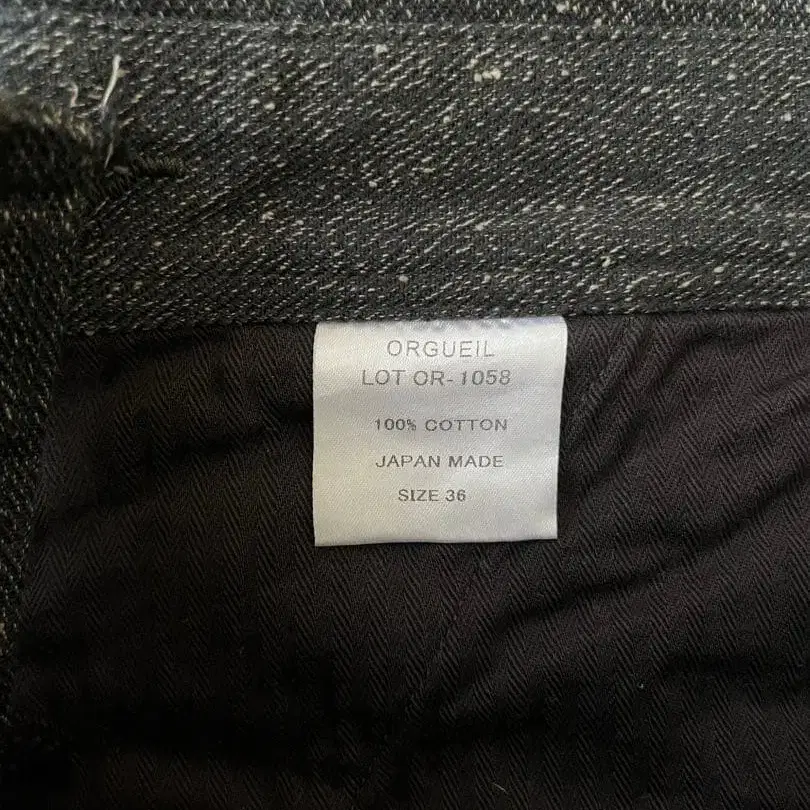 ORGUEIL
LOT OR-1058
100% COTTON
JAPAN MADE
SIZE 36